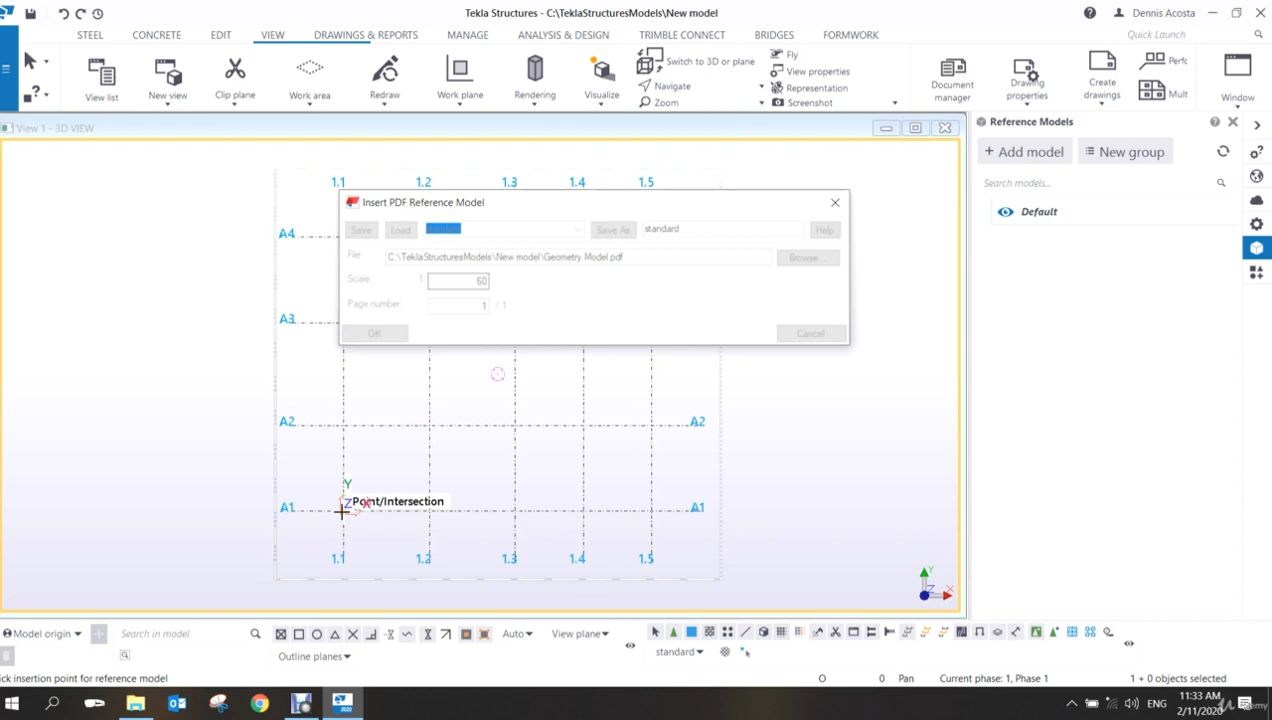 Tekla Structures - C:\TeklaStructuresModels\New model
Dennis Acosta
STEEL CONCRETE EDIT VIEW DRAWINGS & REPORTS MANAGE ANALYSIS & DESIGN TRIMBLE CONNECT BRIDGES FORMWORK
Quick Launch
View list
New view
Clip plane
Work area
Redraw
Work plane
Rendering
Visualize
Switch to 3D or plane
Navigate
Zoom
Fly
View properties
Representation
Screenshot
Document manager
Drawing properties
Create drawings
Perfc
Mult
Window
View 1 - 3D VIEW
Reference Models
+ Add model
New group
Search models...
Default
1.1 1.2 1.3 1.4 1.5
Insert PDF Reference Model
Save Load standard Save As standard Help
File C:\TeklaStructuresModels\New model\Geometry Model.pdf Browse...
Scale: 1 60
Page number: 1 / 1
OK Cancel
A4
A3
A2 A2
Y
Z X Point/Intersection
A1 A1
1.1 1.2 1.3 1.4 1.5
Y
Z X
Model origin
Search in model
Auto
View plane
Outline planes
standard
ick insertion point for reference model
O 0 Pan Current phase: 1, Phase 1 1 + 0 objects selected
2020
ENG
11:33 AM
2/11/2020
Udemy